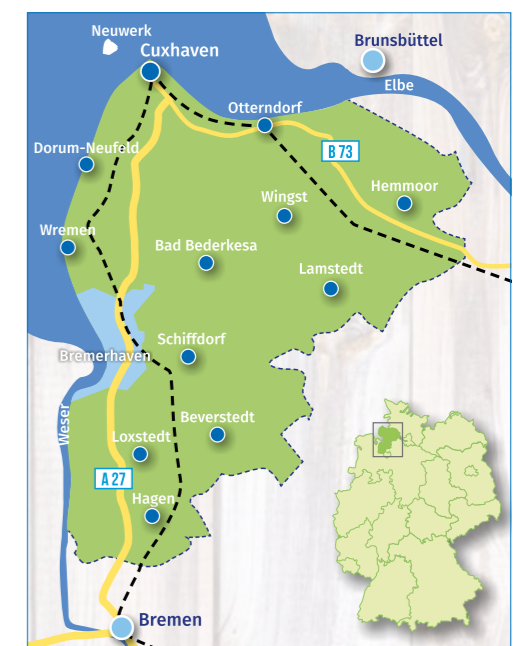 Neuwerk
Cuxhaven
Brunsbüttel
Elbe
Otterndorf
Dorum-Neufeld
B 73
Hemmoor
Wingst
Wremen
Bad Bederkesa
Lamstedt
Schiffdorf
Bremerhaven
Weser
Beverstedt
Loxstedt
A 27
Hagen
Bremen